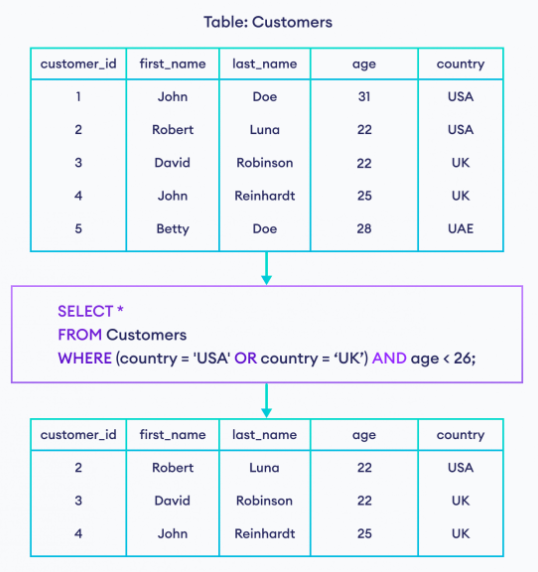 Table: Customers
customer_id first_name last_name age country
1 John Doe 31 USA
2 Robert Luna 22 USA
3 David Robinson 22 UK
4 John Reinhardt 25 UK
5 Betty Doe 28 UAE
SELECT *
FROM Customers
WHERE (country = 'USA' OR country = ‘UK’) AND age < 26;
customer_id first_name last_name age country
2 Robert Luna 22 USA
3 David Robinson 22 UK
4 John Reinhardt 25 UK